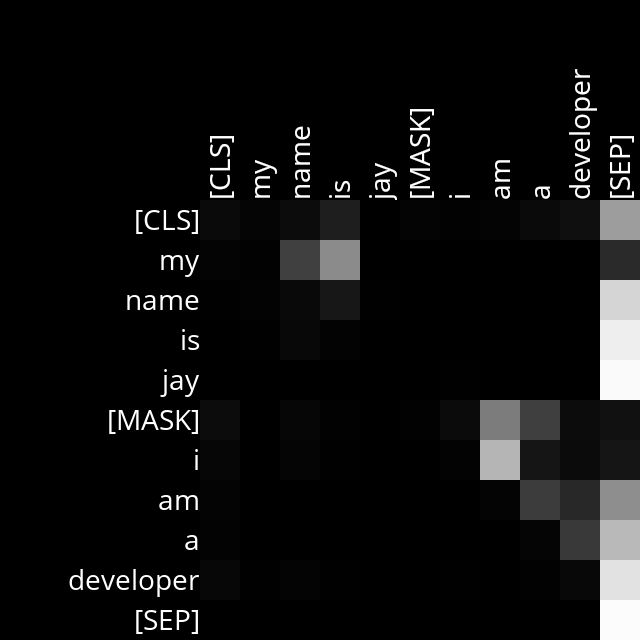 [CLS] my name is jay [MASK] i am a developer [SEP]
[CLS]
my
name
is
jay
[MASK]
i
am
a
developer
[SEP]